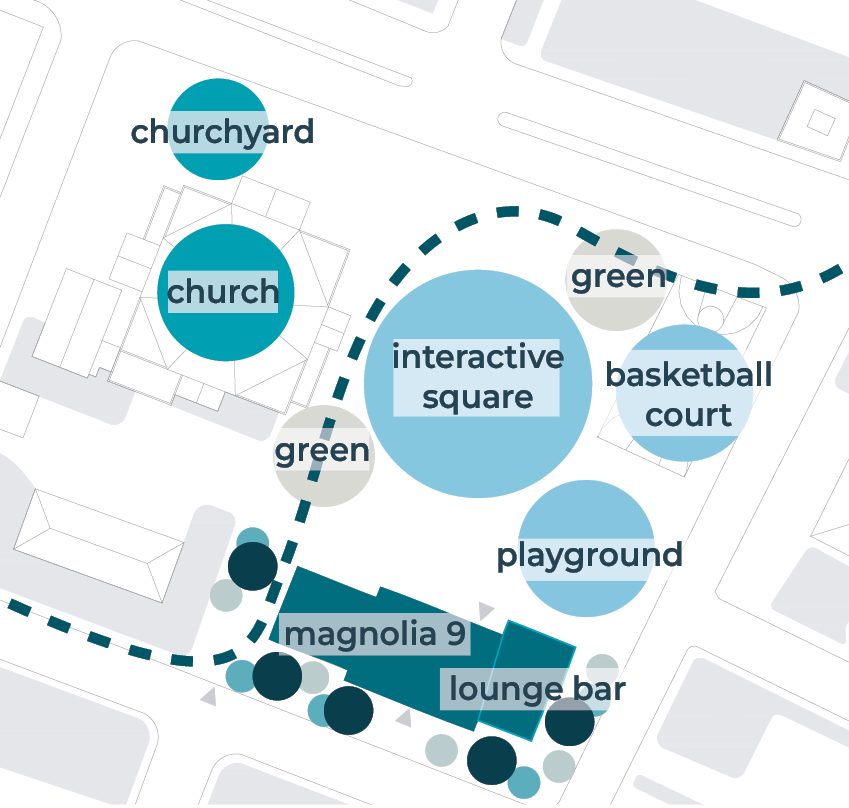 churchyard
church
green
interactive
square
basketball
court
green
playground
magnolia 9
lounge bar